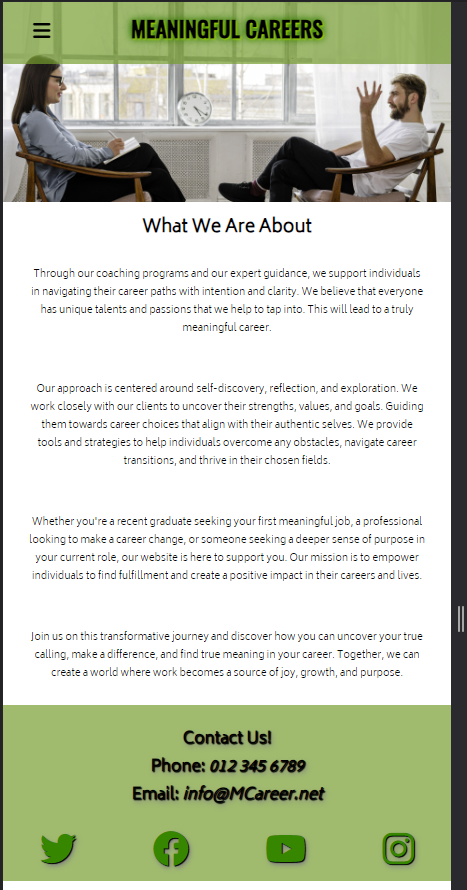 MEANINGFUL CAREERS
What We Are About
Through our coaching programs and our expert guidance, we support individuals
in navigating their career paths with intention and clarity. We believe that everyone
has unique talents and passions that we help to tap into. This will lead to a truly
meaningful career.
Our approach is centered around self-discovery, reflection, and exploration. We
work closely with our clients to uncover their strengths, values, and goals. Guiding
them towards career choices that align with their authentic selves. We provide
tools and strategies to help individuals overcome any obstacles, navigate career
transitions, and thrive in their chosen fields.
Whether you're a recent graduate seeking your first meaningful job, a professional
looking to make a career change, or someone seeking a deeper sense of purpose in
your current role, our website is here to support you. Our mission is to empower
individuals to find fulfillment and create a positive impact in their careers and lives.
Join us on this transformative journey and discover how you can uncover your true
calling, make a difference, and find true meaning in your career. Together, we can
create a world where work becomes a source of joy, growth, and purpose.
Contact Us!
Phone: 012 345 6789
Email: info@MCareer.net